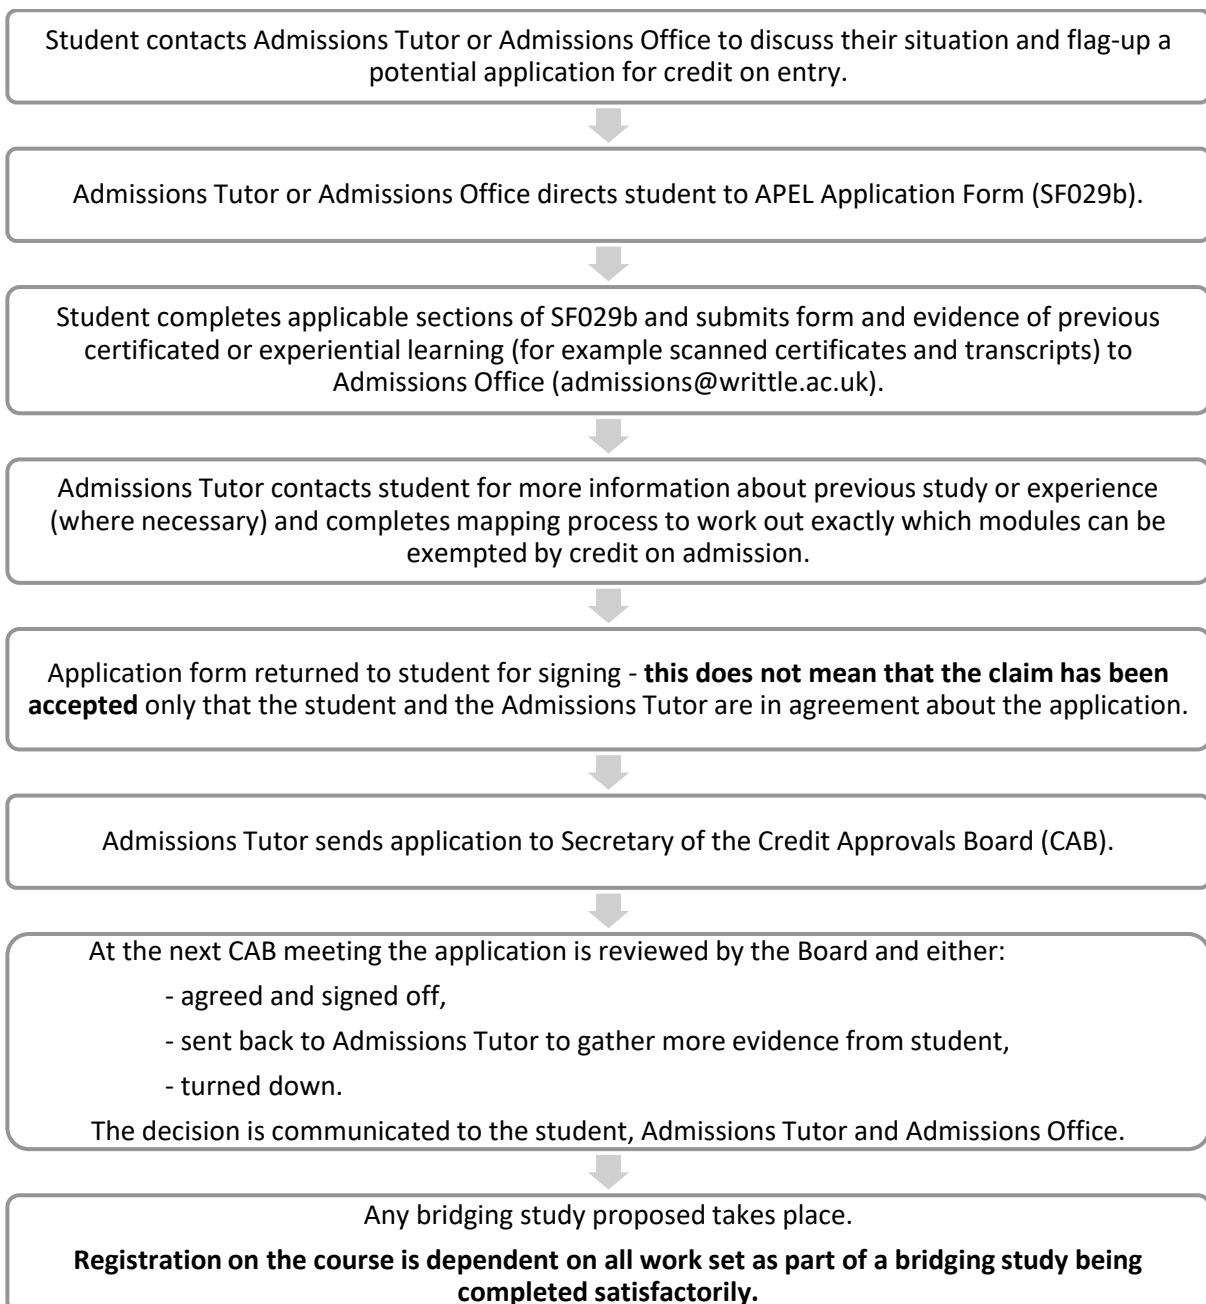 Student contacts Admissions Tutor or Admissions Office to discuss their situation and flag-up a
potential application for credit on entry.
Admissions Tutor or Admissions Office directs student to APEL Application Form (SF029b).
Student completes applicable sections of SF029b and submits form and evidence of previous
certificated or experiential learning (for example scanned certificates and transcripts) to
Admissions Office (admissions@writtle.ac.uk).
Admissions Tutor contacts student for more information about previous study or experience
(where necessary) and completes mapping process to work out exactly which modules can be
exempted by credit on admission.
Application form returned to student for signing - this does not mean that the claim has been
accepted only that the student and the Admissions Tutor are in agreement about the application.
Admissions Tutor sends application to Secretary of the Credit Approvals Board (CAB).
At the next CAB meeting the application is reviewed by the Board and either:
- agreed and signed off,
- sent back to Admissions Tutor to gather more evidence from student,
- turned down.
The decision is communicated to the student, Admissions Tutor and Admissions Office.
Any bridging study proposed takes place.
Registration on the course is dependent on all work set as part of a bridging study being
completed satisfactorily.